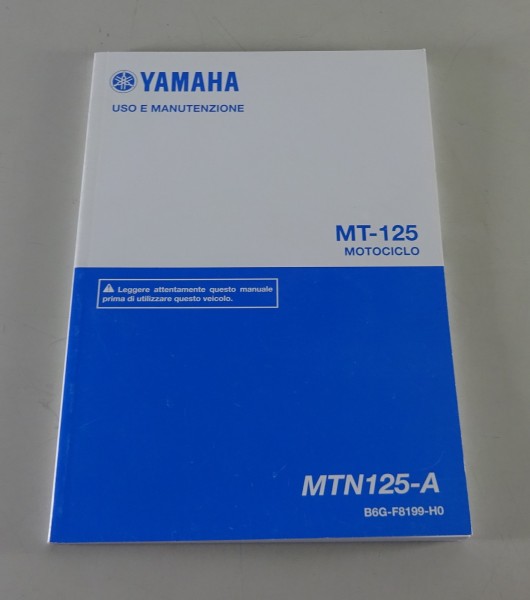 YAMAHA
USO E MANUTENZIONE
MT-125
MOTOCICLO
Leggere attentamente questo manuale
prima di utilizzare questo veicolo.
MTN125-A
B6G-F8199-H0